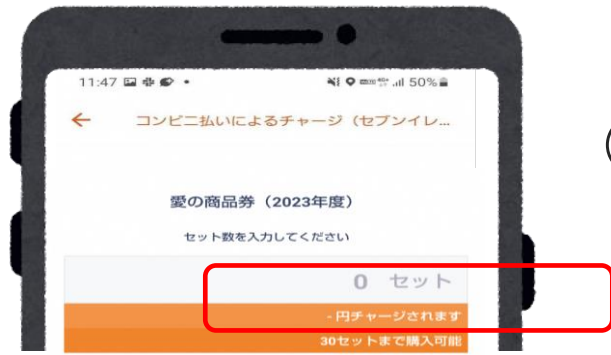 11:47
50%
← コンビニ払いによるチャージ（セブンイレ...
愛の商品券（2023年度）
セット数を入力してください
0 セット
- 円チャージされます
30セットまで購入可能